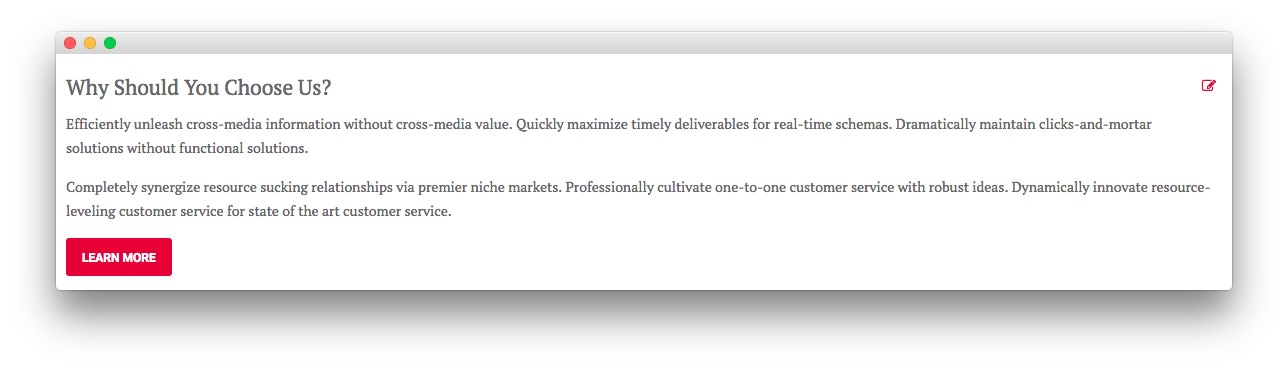 Why Should You Choose Us?
Efficiently unleash cross-media information without cross-media value. Quickly maximize timely deliverables for real-time schemas. Dramatically maintain clicks-and-mortar
solutions without functional solutions.
Completely synergize resource sucking relationships via premier niche markets. Professionally cultivate one-to-one customer service with robust ideas. Dynamically innovate resource-
leveling customer service for state of the art customer service.
LEARN MORE